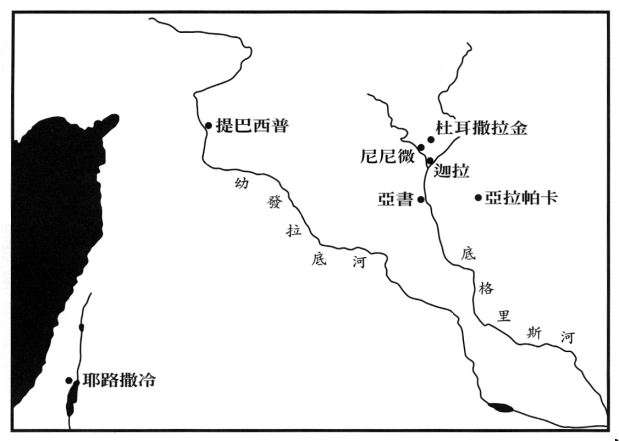 提巴西普
杜耳撒拉金
尼尼微
迦拉
亞書
亞拉帕卡
幼發拉底河
底格里斯河
耶路撒冷